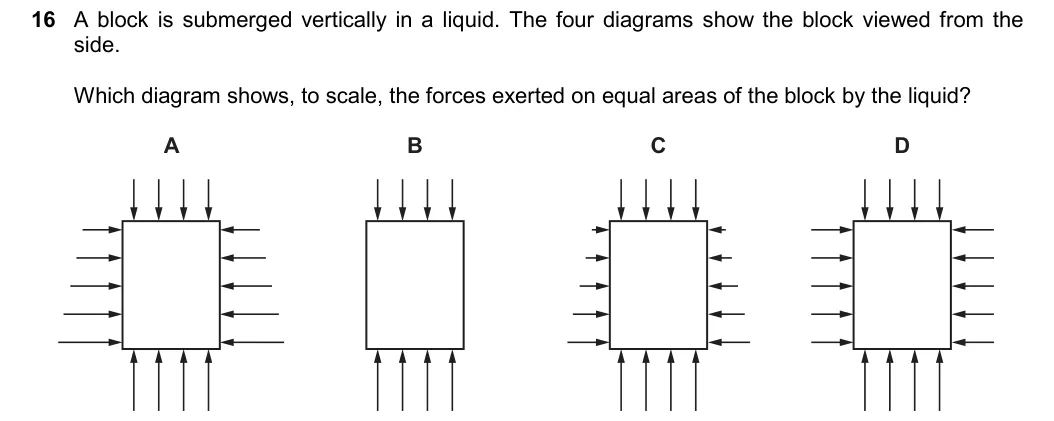 16 A block is submerged vertically in a liquid. The four diagrams show the block viewed from the
side.
Which diagram shows, to scale, the forces exerted on equal areas of the block by the liquid?
A B C D